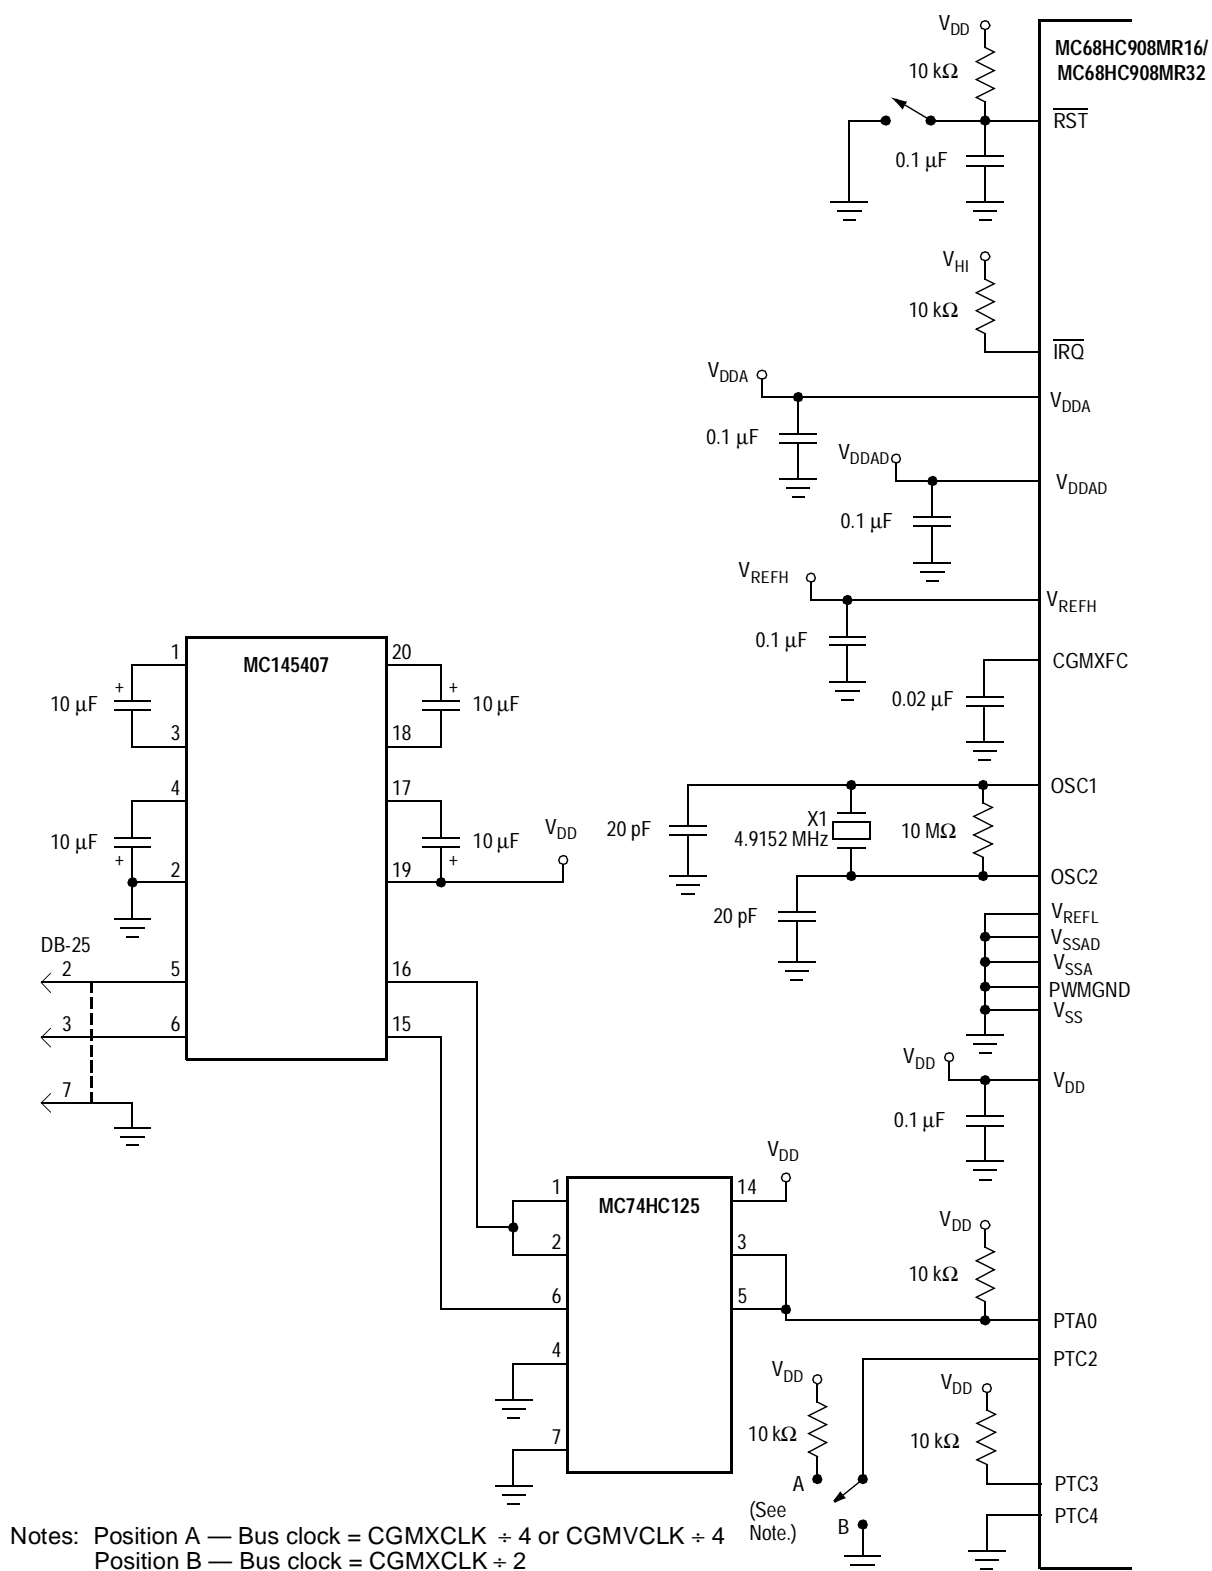 VDD
MC68HC908MR16/
MC68HC908MR32
10 kΩ
RST
0.1 µF
VHI
10 kΩ
IRQ
VDDA
VDDA
0.1 µF
VDDAD
VDDAD
0.1 µF
VREFH
VREFH
0.1 µF
CGMXFC
0.02 µF
1
MC145407
20
+
10 µF
+
10 µF
3
18
4
17
10 µF
+
10 µF
+
VDD
2
19
OSC1
20 pF
X1
4.9152 MHz
10 MΩ
OSC2
20 pF
VREFL
VSSAD
VSSA
PWMGND
VSS
DB-25
2
5
16
3
6
15
7
VDD
VDD
0.1 µF
VDD
1
MC74HC125
14
2
3
6
5
4
7
VDD
10 kΩ
PTA0
PTC2
VDD
10 kΩ
VDD
10 kΩ
A
PTC3
(See
Note.)
B
PTC4
Notes: Position A — Bus clock = CGMXCLK ÷ 4 or CGMVCLK ÷ 4
Position B — Bus clock = CGMXCLK ÷ 2